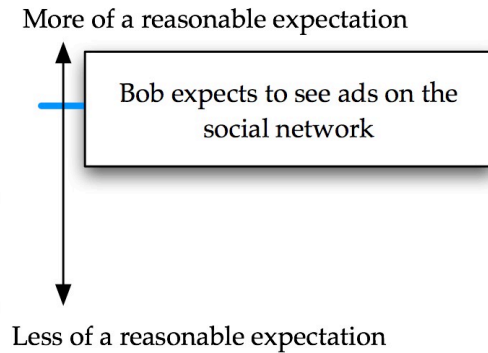 More of a reasonable expectation
Bob expects to see ads on the
social network
Less of a reasonable expectation